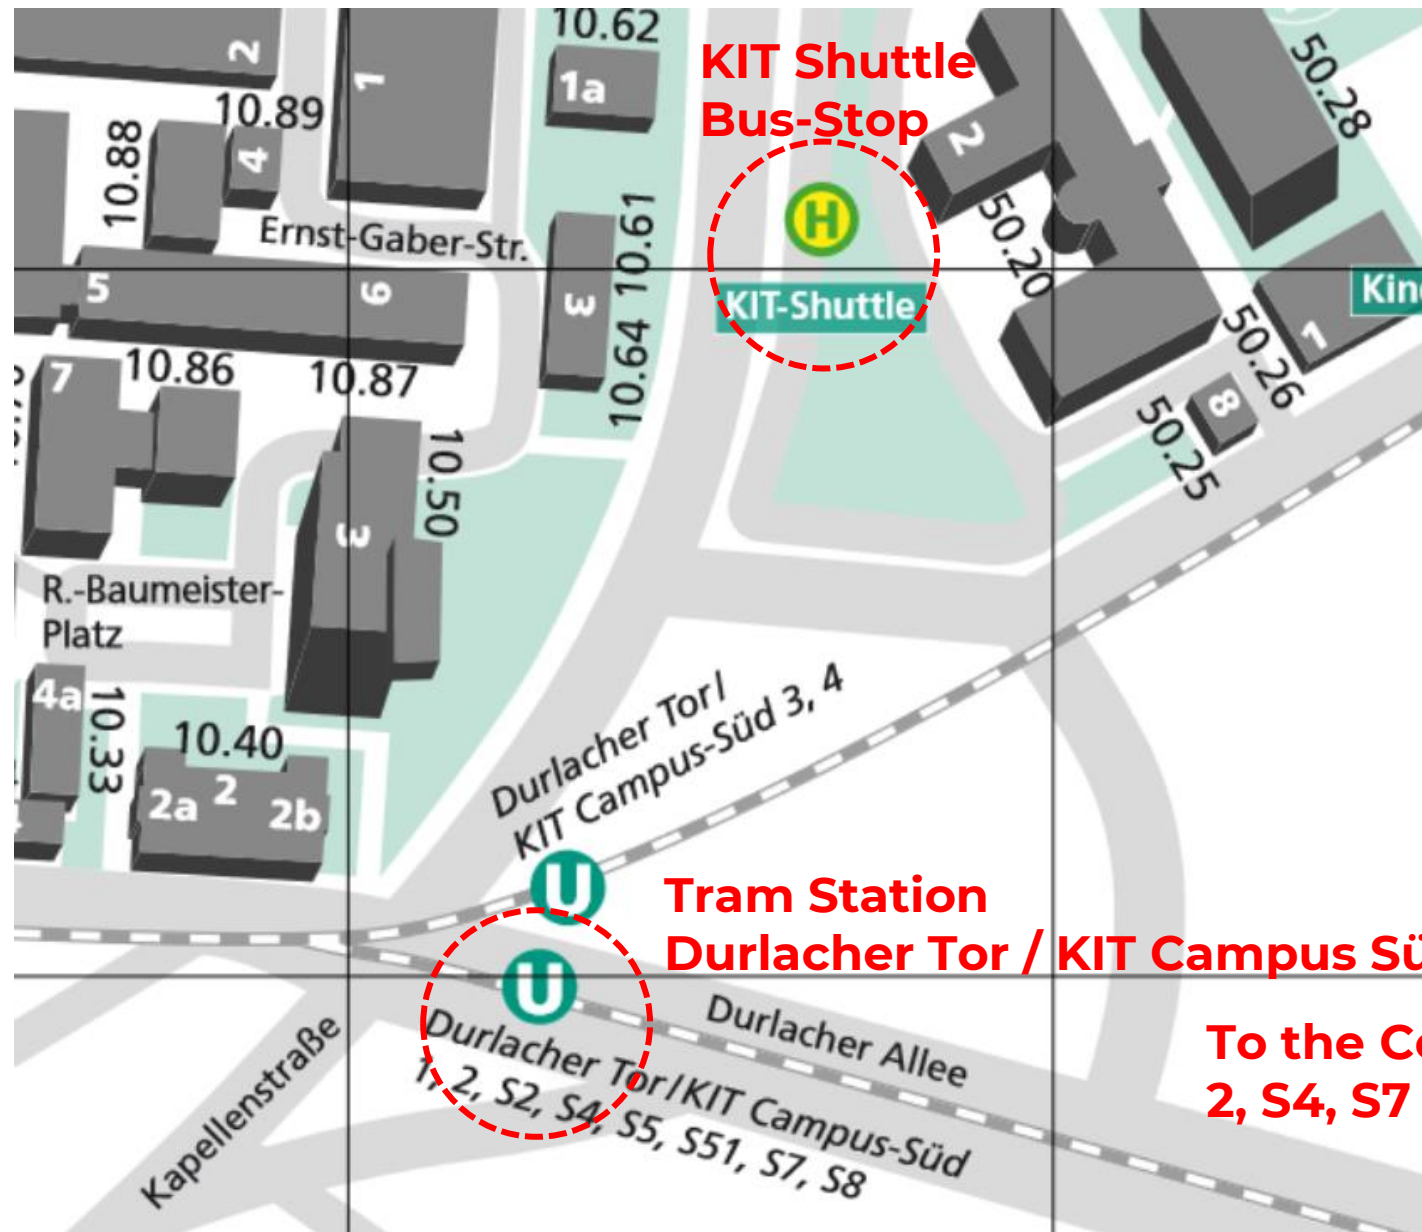 2
10.89
10.88
4
1
10.62
1a
KIT Shuttle
Bus-Stop
H
KIT-Shuttle
2
50.20
50.28
50.26
1
8
50.25
Ernst-Gaber-Str.
5
6
3
10.61
10.64
7
10.86
10.87
10.50
3
R.-Baumeister-
Platz
4a
10.33
10.40
2a
2
2b
Durlacher Tor/
KIT Campus-Süd 3, 4
U
Tram Station
Durlacher Tor / KIT Campus
U
Durlacher Tor/KIT Campus-Süd
1, 2, S2, S4, S5, S51, S7, S8
Durlacher Allee
Kapellenstraße
To the
2, S4, S7